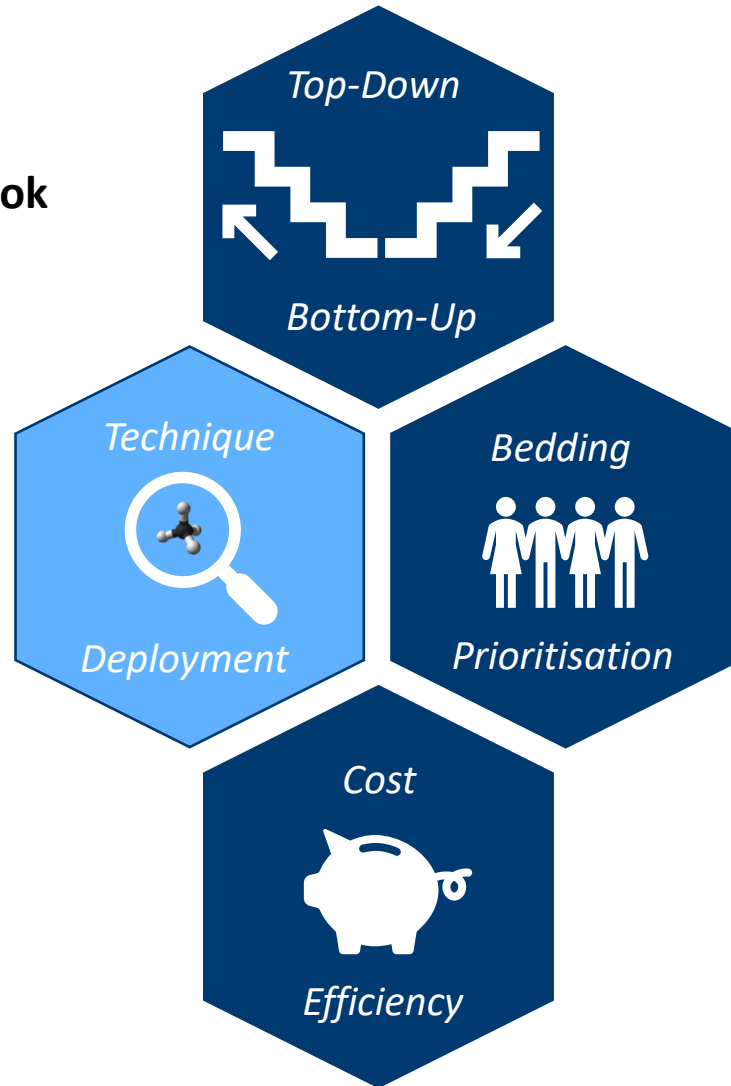 Top-Down
ok
Bottom-Up
Technique
Bedding
Deployment
Prioritisation
Cost
Efficiency